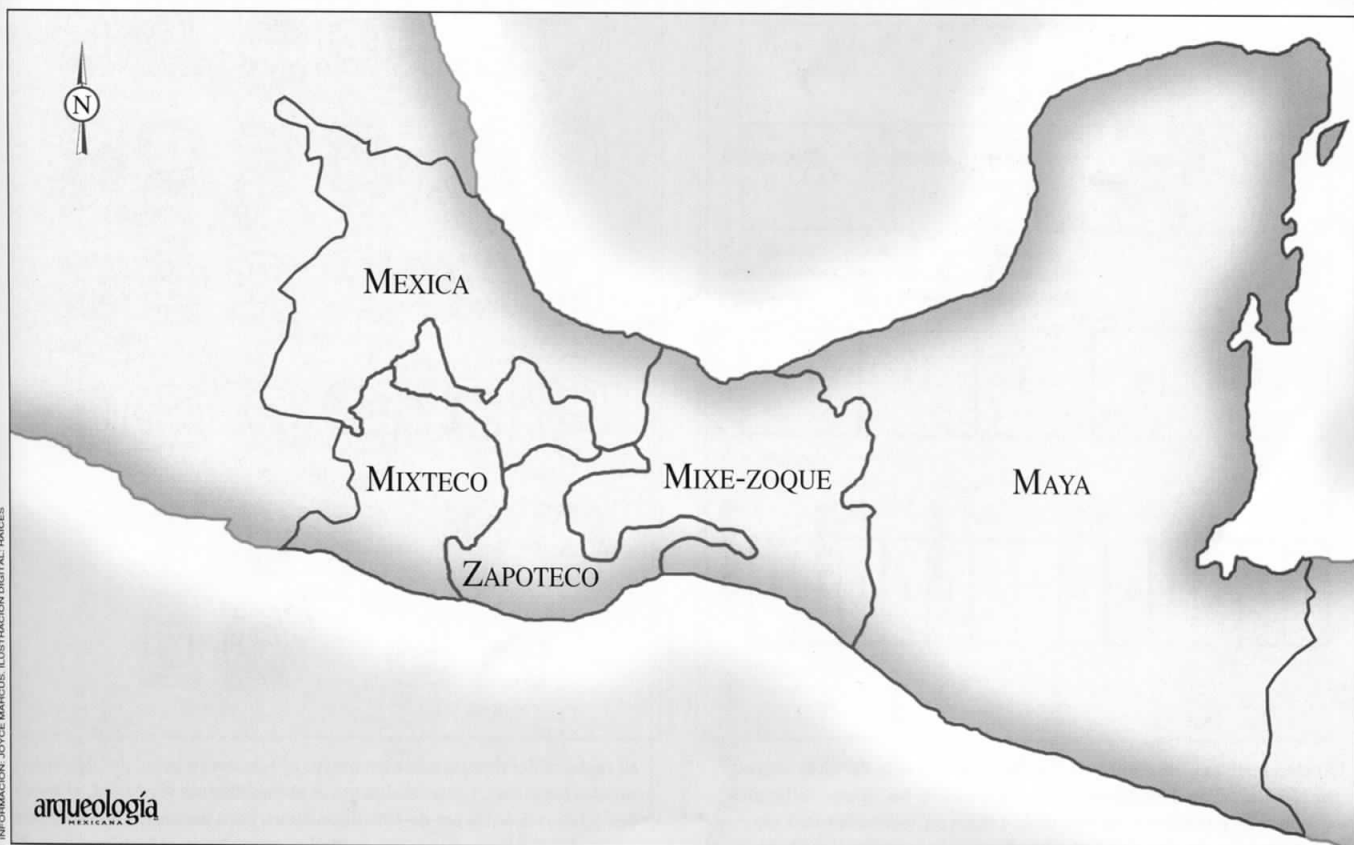 N
MEXICA
MIXTECO
MIXE-ZOQUE
MAYA
ZAPOTECO
INFORMACIÓN: JOYCE MARCUS. ILUSTRACIÓN DIGITAL: RAÍCES
arqueología
MEXICANA